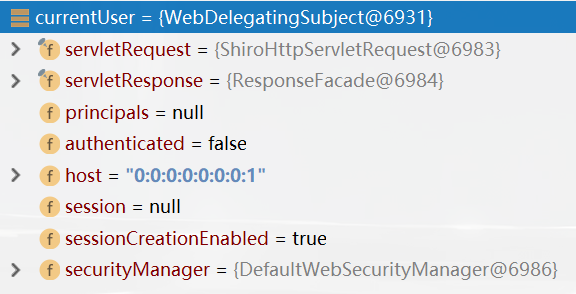 currentUser = {WebDelegatingSubject@6931}
f servletRequest = {ShiroHttpServletRequest@6983}
f servletResponse = {ResponseFacade@6984}
f principals = null
f authenticated = false
f host = "0:0:0:0:0:0:0:1"
f session = null
f sessionCreationEnabled = true
f securityManager = {DefaultWebSecurityManager@6986}